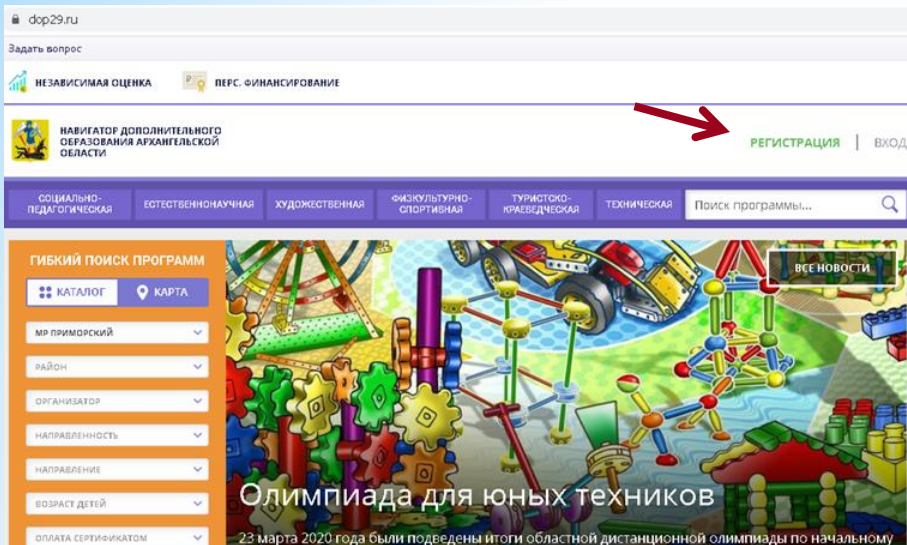 dop29.ru
Задать вопрос
НЕЗАВИСИМАЯ ОЦЕНКА
ПЕРС. ФИНАНСИРОВАНИЕ
НАВИГАТОР ДОПОЛНИТЕЛЬНОГО
ОБРАЗОВАНИЯ АРХАНГЕЛЬСКОЙ
ОБЛАСТИ
РЕГИСТРАЦИЯ | ВХОД
СОЦИАЛЬНО-
ПЕДАГОГИЧЕСКАЯ
ЕСТЕСТВЕННОНАУЧНАЯ
ХУДОЖЕСТВЕННАЯ
ФИЗКУЛЬТУРНО-
СПОРТИВНАЯ
ТУРИСТСКО-
КРАЕВЕДЧЕСКАЯ
ТЕХНИЧЕСКАЯ
Поиск программы...
ГИБКИЙ ПОИСК ПРОГРАММ
КАТАЛОГ
КАРТА
МР ПРИМОРСКИЙ
РАЙОН
ОРГАНИЗАТОР
НАПРАВЛЕННОСТЬ
НАПРАВЛЕНИЕ
ВОЗРАСТ ДЕТЕЙ
ОПЛАТА СЕРТИФИКАТОМ
ВСЕ НОВОСТИ
Олимпиада для юных техников
23 марта 2020 года были подведены итоги областной дистанционной олимпиады по начальному